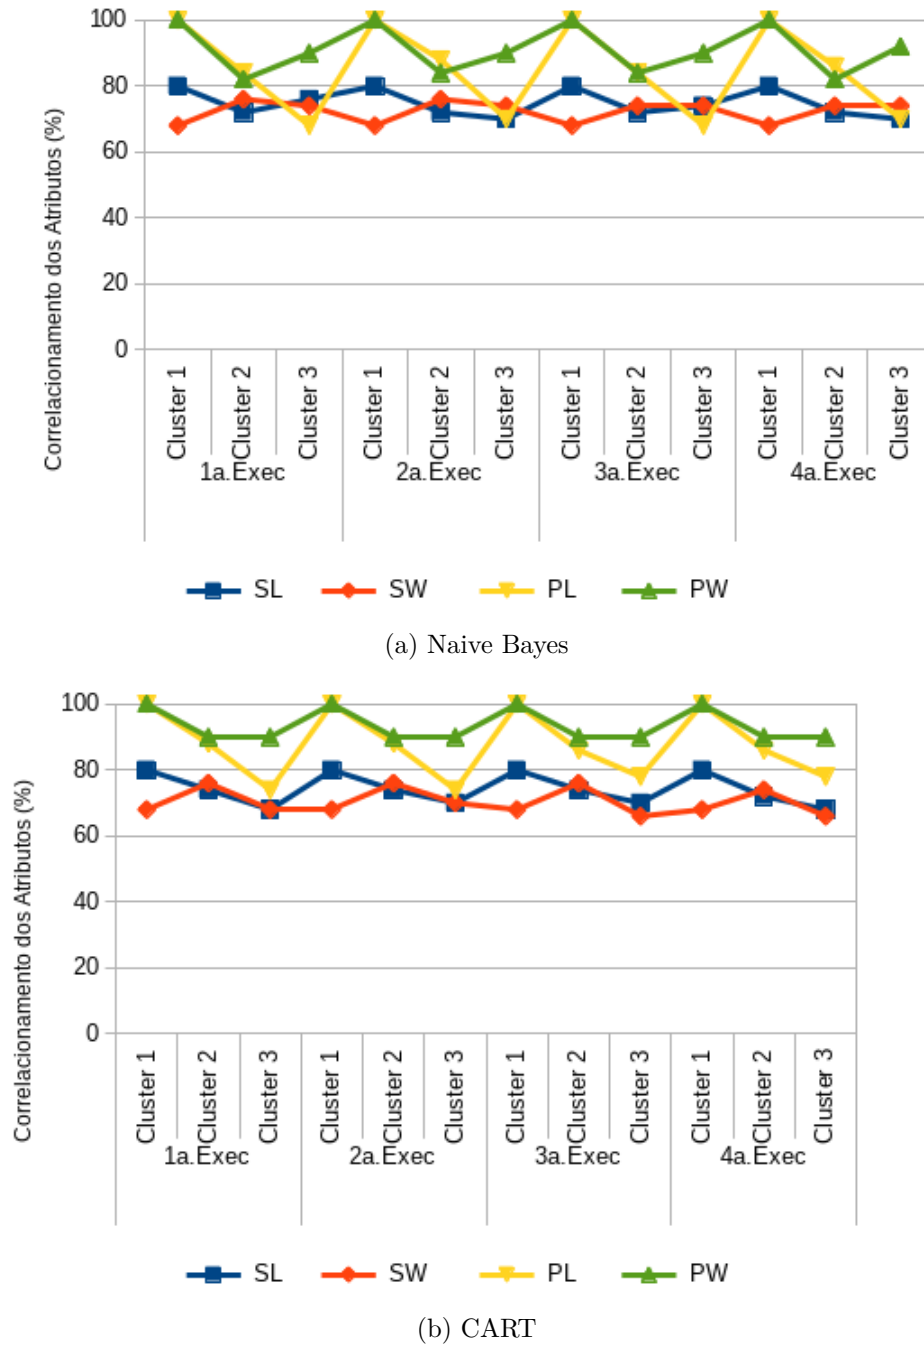 Correlacionamento dos Atributos (%)
100
80
60
40
20
0
Cluster 1 Cluster 2 Cluster 3 Cluster 1 Cluster 2 Cluster 3 Cluster 1 Cluster 2 Cluster 3 Cluster 1 Cluster 2 Cluster 3
1a.Exec 2a.Exec 3a.Exec 4a.Exec
SL SW PL PW
(a) Naive Bayes
Correlacionamento dos Atributos (%)
100
80
60
40
20
0
Cluster 1 Cluster 2 Cluster 3 Cluster 1 Cluster 2 Cluster 3 Cluster 1 Cluster 2 Cluster 3 Cluster 1 Cluster 2 Cluster 3
1a.Exec 2a.Exec 3a.Exec 4a.Exec
SL SW PL PW
(b) CART